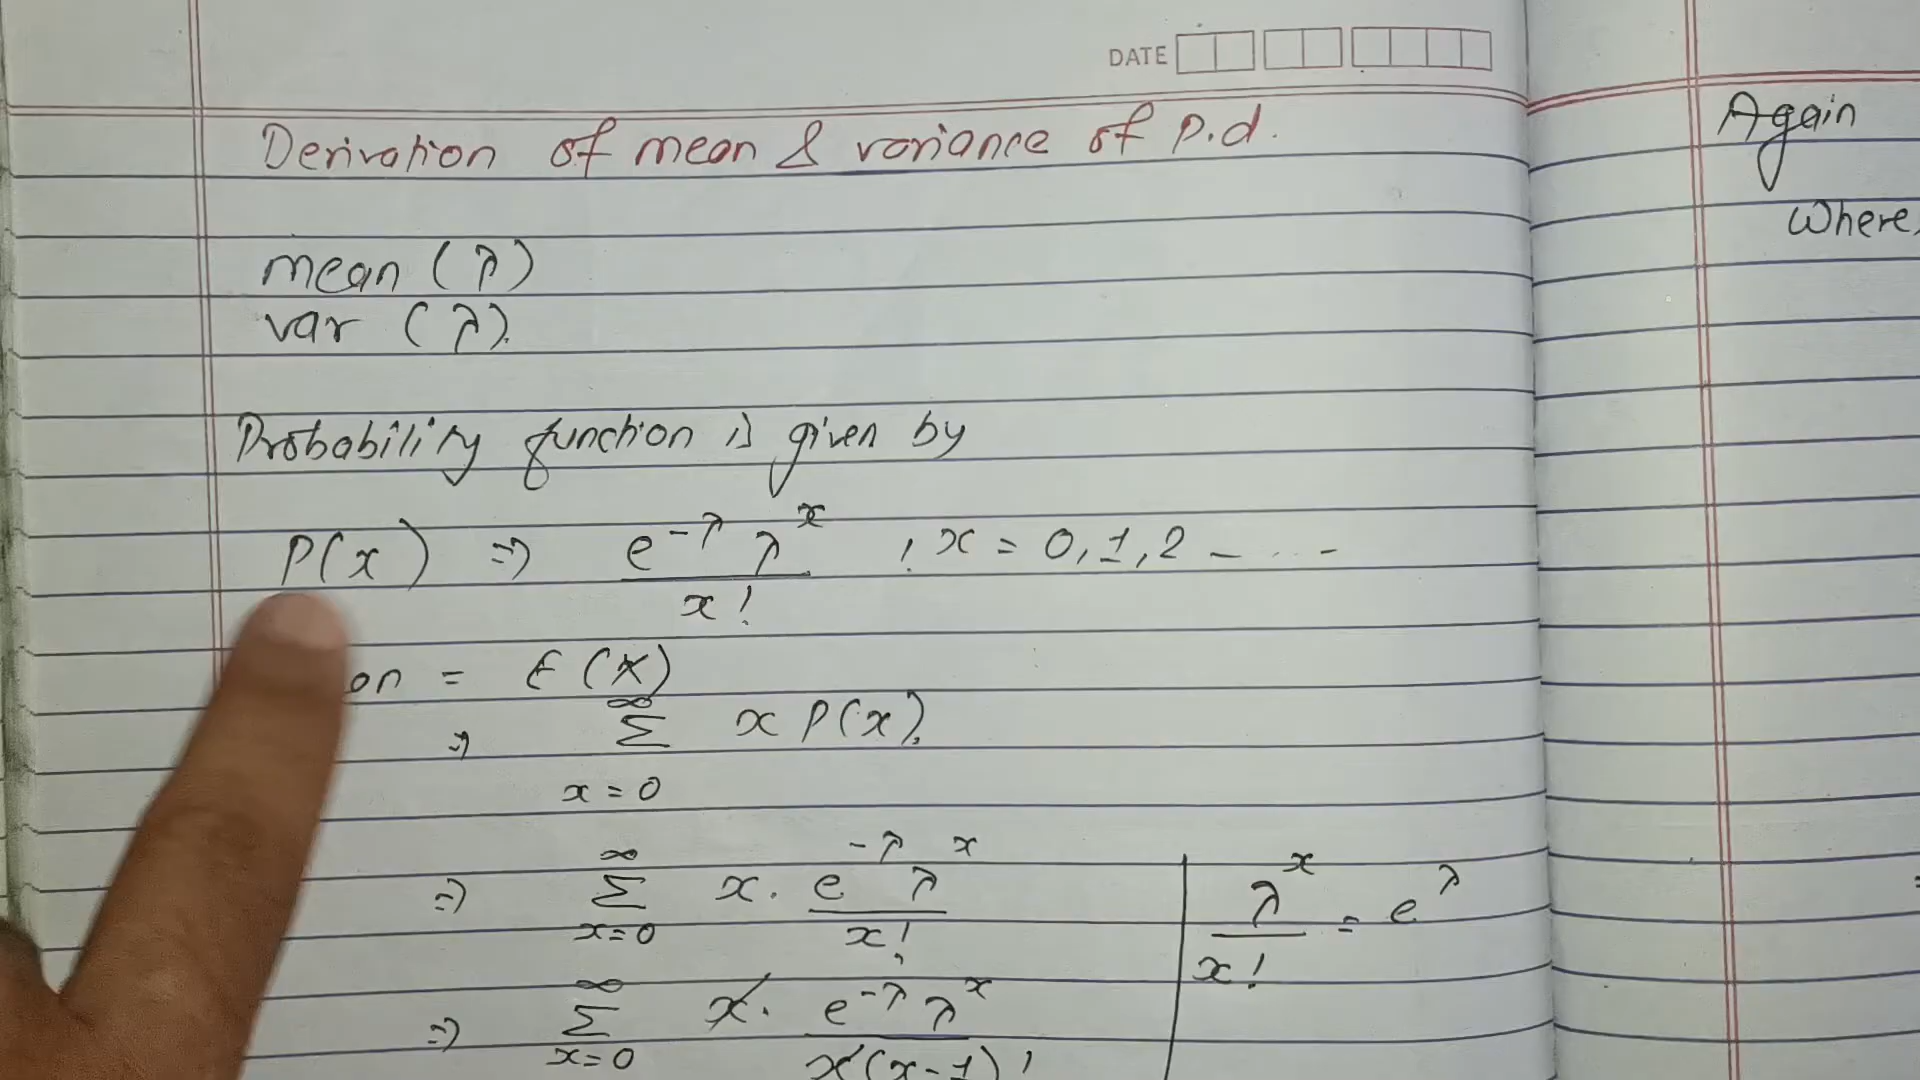 DATE
Derivation of mean & variance of p.d.
mean (λ)
var (λ).
Probability function is given by
P(x) ⇒ e^-λ λ^x / x! , x = 0,1,2 - ... -
on = E(X)
⇒ ∞ Σ x=0 x P(x).
⇒ ∞ Σ x=0 x. e^-λ λ^x / x!
λ^x / x! = e^λ
⇒ ∞ Σ x=0 x. e^-λ λ^x / x(x-1)!
Again
Where,